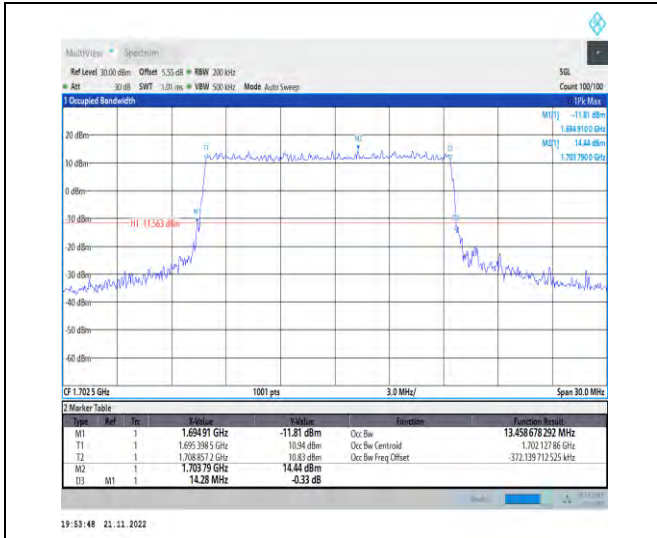 MultiView Spectrum
Ref Level 30.00 dBm Offset 5.55 dB RBW 200 kHz SGL
Att 30 dB SWT 1.01 ms VBW 500 kHz Mode Auto Sweep Count 100/100
1 Occupied Bandwidth 1Pk Max
M1[1] -11.81 dBm
1.694 910 0 GHz
M2[1] 14.44 dBm
1.703 790 0 GHz
20 dBm
M2
T1
T2
10 dBm
0 dBm
-10 dBm
M1
H1 -11.563 dBm
D3
-20 dBm
-30 dBm
-40 dBm
-50 dBm
-60 dBm
CF 1.702 5 GHz 1001 pts 3.0 MHz/ Span 30.0 MHz
2 Marker Table
Type Ref Trc X-Value Y-Value Function Function Result
M1 1 1.694 91 GHz -11.81 dBm Occ Bw 13.458 678 292 MHz
T1 1 1.695 398 5 GHz 10.94 dBm Occ Bw Centroid 1.702 127 86 GHz
T2 1 1.708 857 2 GHz 10.83 dBm Occ Bw Freq Offset -372.139 712 525 kHz
M2 1 1.703 79 GHz 14.44 dBm
D3 M1 1 14.28 MHz -0.33 dB
19:53:48 21.11.2022